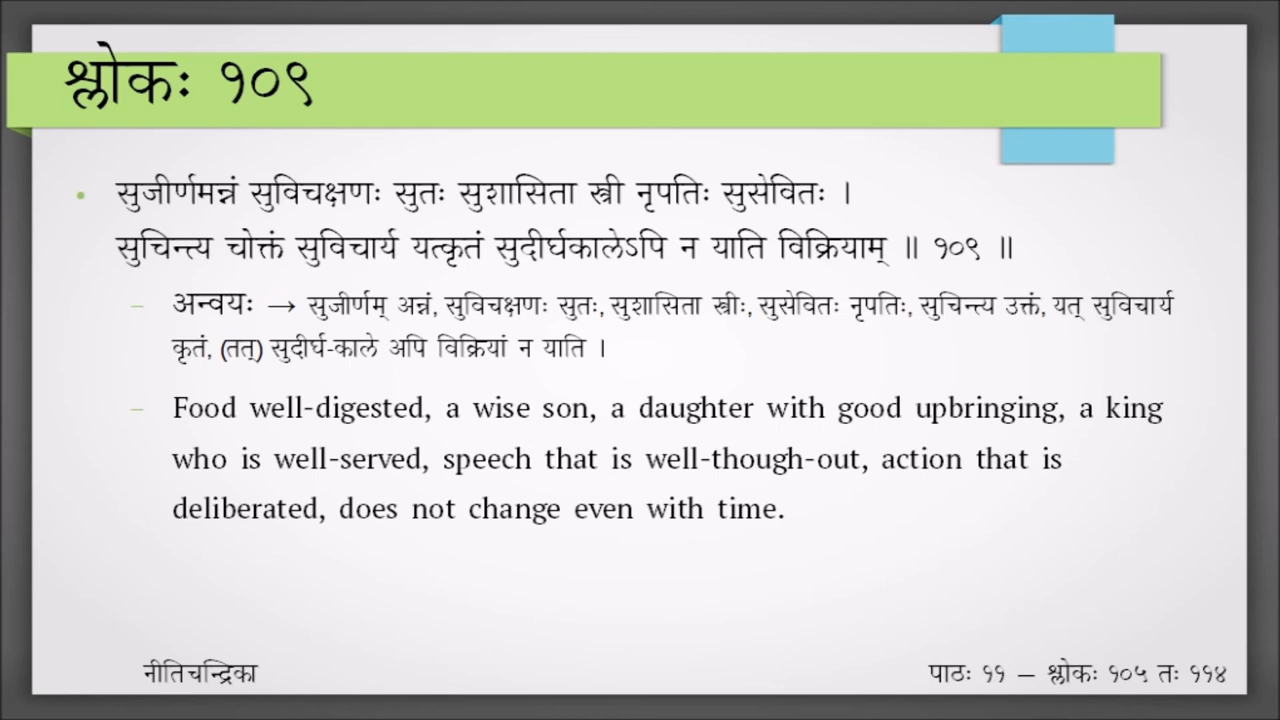 श्लोकः १०९
सुजीर्णमन्नं सुविचक्षणः सुतः सुशासिता स्त्री नृपतिः सुसेवितः ।
सुचिन्त्य चोक्तं सुविचार्य यत्कृतं सुदीर्घकालेऽपि न याति विक्रियाम् ॥ १०९ ॥
अन्वयः → सुजीर्णम् अन्नं, सुविचक्षणः सुतः, सुशासिता स्त्रीः, सुसेवितः नृपतिः, सुचिन्त्य उक्तं, यत् सुविचार्य
कृतं, (तत्) सुदीर्घ-काले अपि विक्रियां न याति ।
Food well-digested, a wise son, a daughter with good upbringing, a king
who is well-served, speech that is well-though-out, action that is
deliberated, does not change even with time.
नीतिचन्द्रिका
पाठः ११ – श्लोकः १०५ तः ११४